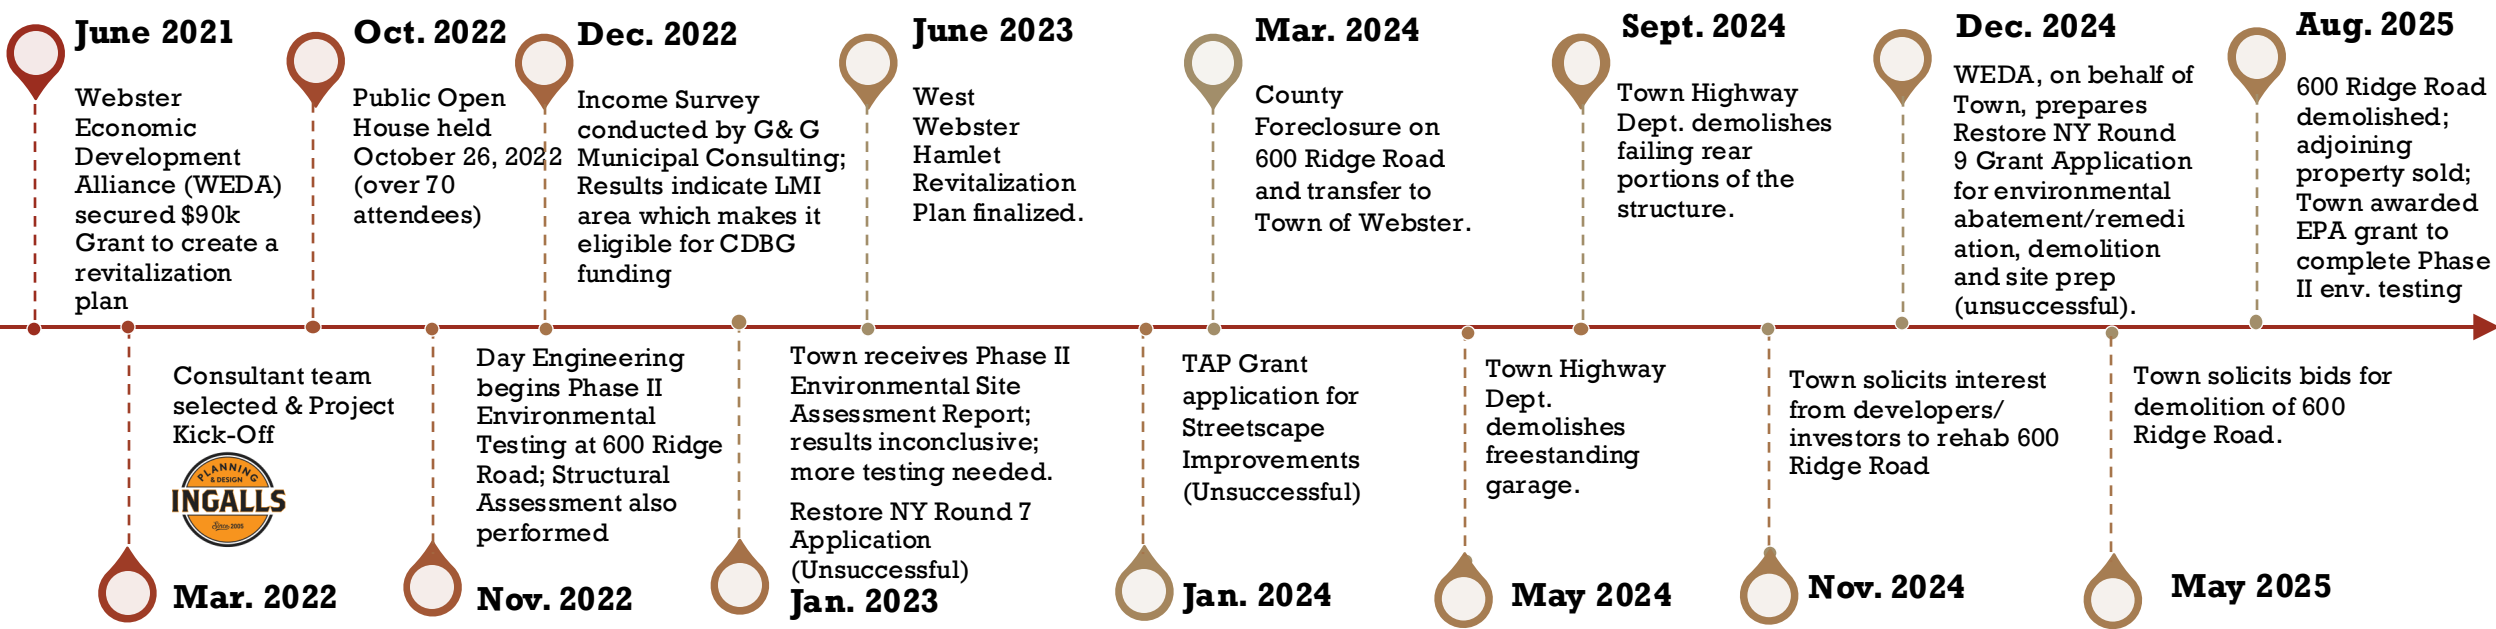 June 2021
Webster
Economic
Development
Alliance (WEDA)
secured $90k
Grant to create a
revitalization
plan
Oct. 2022
Public Open
House held
October 26, 2022
(over 70
attendees)
Dec. 2022
Income Survey
conducted by G&G
Municipal Consulting;
Results indicate LMI
area which makes it
eligible for CDBG
funding
June 2023
West
Webster
Hamlet
Revitalization
Plan finalized.
Mar. 2024
County
Foreclosure on
600 Ridge Road
and transfer to
Town of Webster.
Sept. 2024
Town Highway
Dept. demolishes
failing rear
portions of the
structure.
Dec. 2024
WEDA, on behalf of
Town, prepares
Restore NY Round
9 Grant Application
for environmental
abatement/remedi
ation, demolition
and site prep
(unsuccessful).
Aug. 2025
600 Ridge Road
demolished;
adjoining
property sold;
Town awarded
EPA grant to
complete Phase
II env. testing
Consultant team
selected & Project
Kick-Off
PLANNING
& DESIGN
INGALLS
Since 2005
Mar. 2022
Day Engineering
begins Phase II
Environmental
Testing at 600 Ridge
Road; Structural
Assessment also
performed
Nov. 2022
Town receives Phase II
Environmental Site
Assessment Report;
results inconclusive;
more testing needed.
Restore NY Round 7
Application
(Unsuccessful)
Jan. 2023
TAP Grant
application for
Streetscape
Improvements
(Unsuccessful)
Jan. 2024
Town Highway
Dept.
demolishes
freestanding
garage.
May 2024
Town solicits interest
from developers/
investors to rehab 600
Ridge Road
Nov. 2024
Town solicits bids for
demolition of 600
Ridge Road.
May 2025